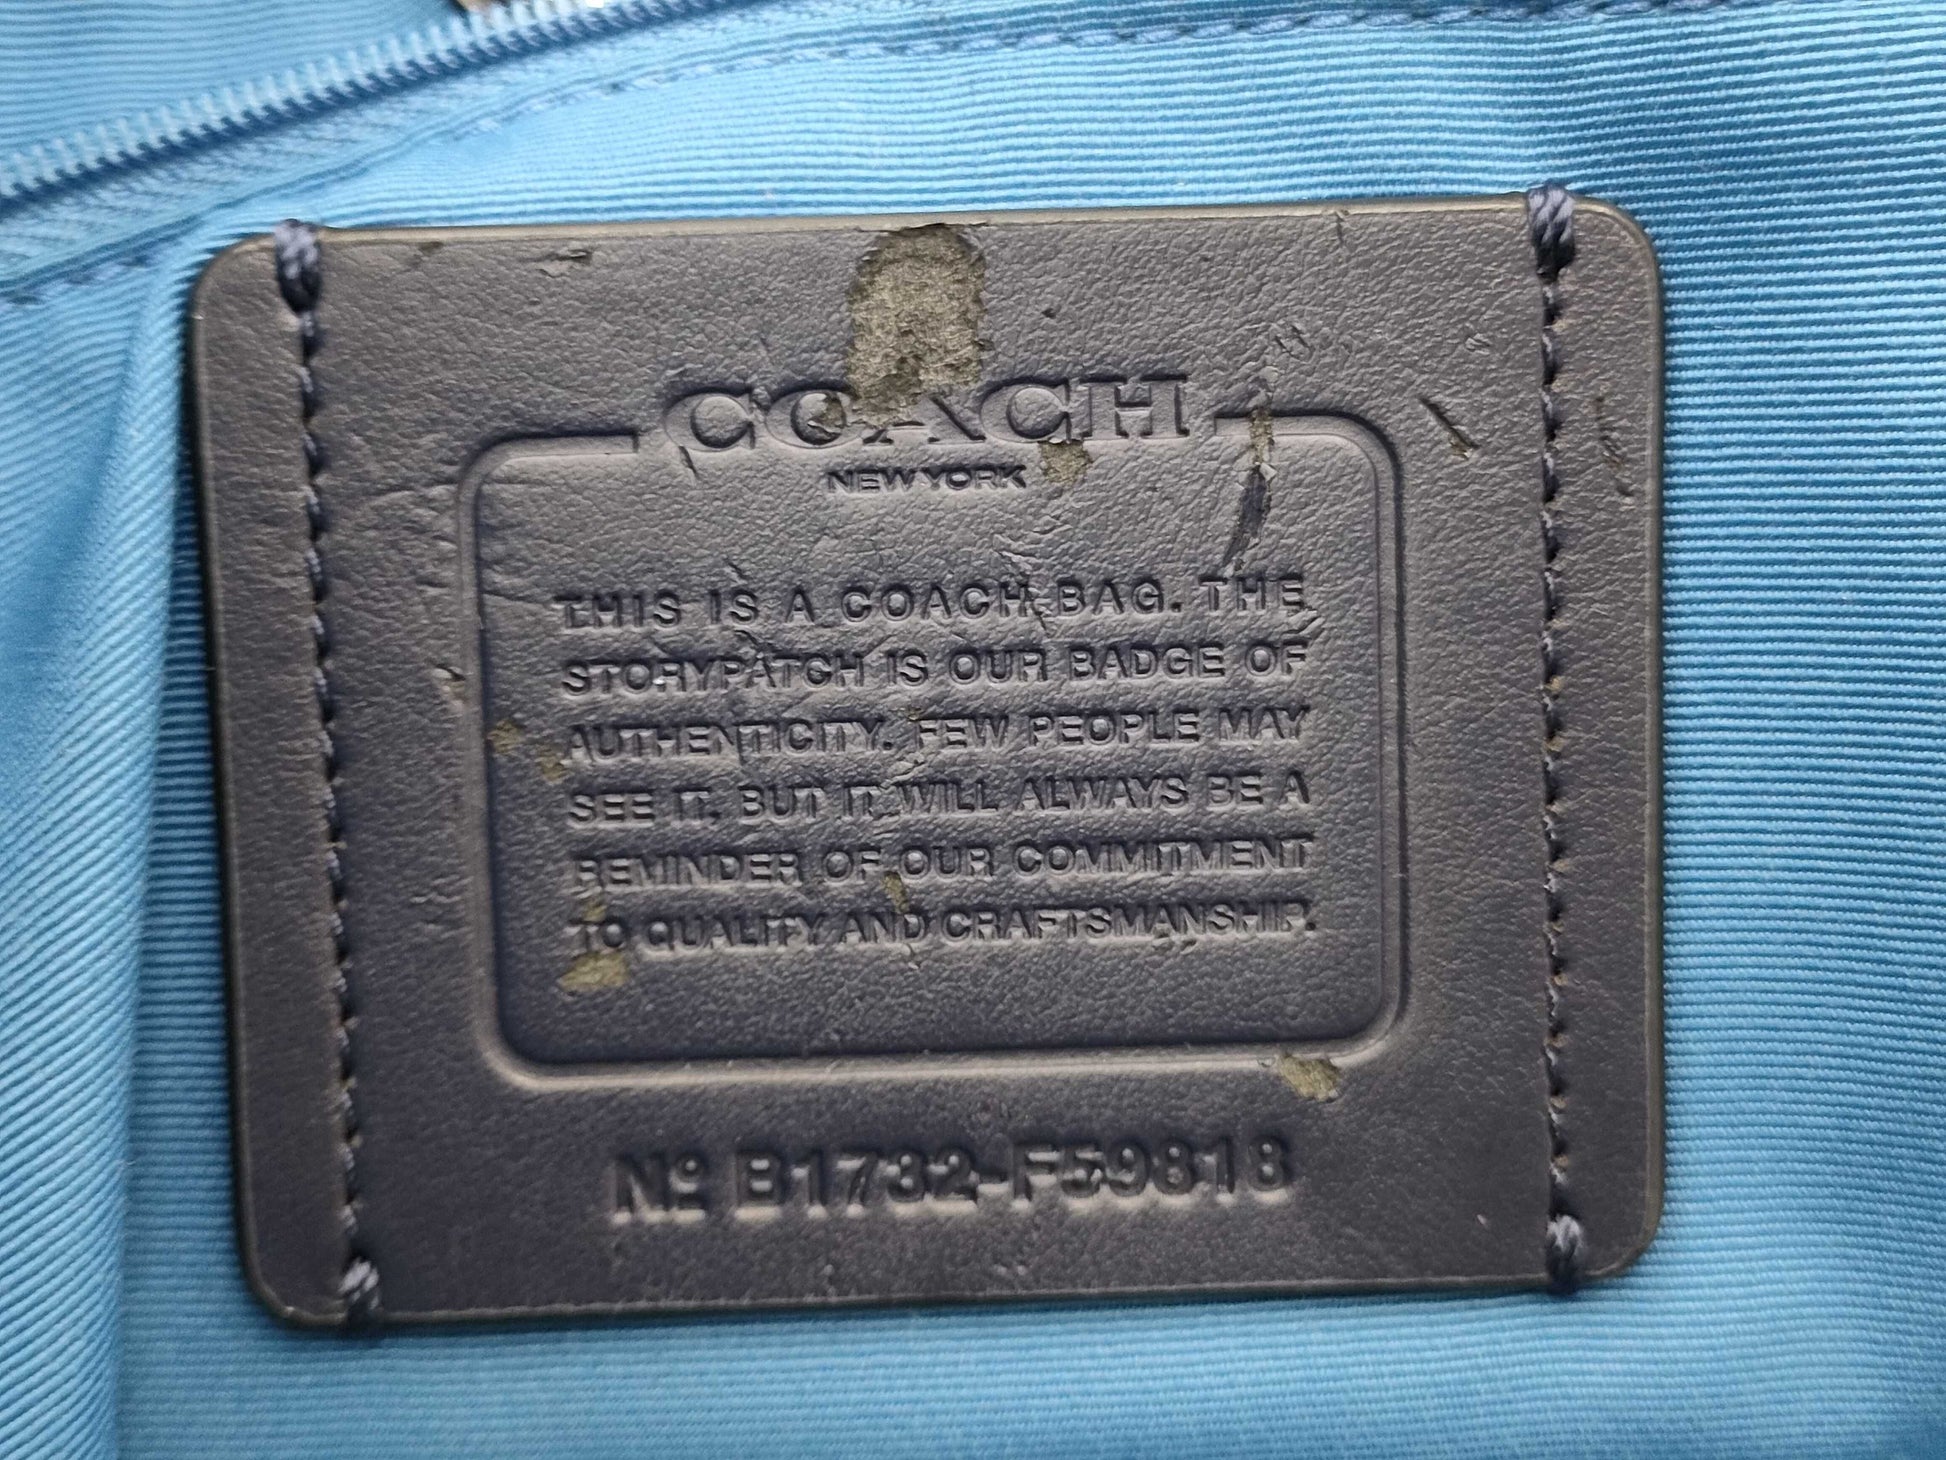 COACH
NEW YORK
THIS IS A COACH BAG. THE
STORYPATCH IS OUR BADGE OF
AUTHENTICITY. FEW PEOPLE MAY
SEE IT, BUT IT WILL ALWAYS BE A
REMINDER OF OUR COMMITMENT
TO QUALITY AND CRAFTSMANSHIP.
Nº B1732-F59818